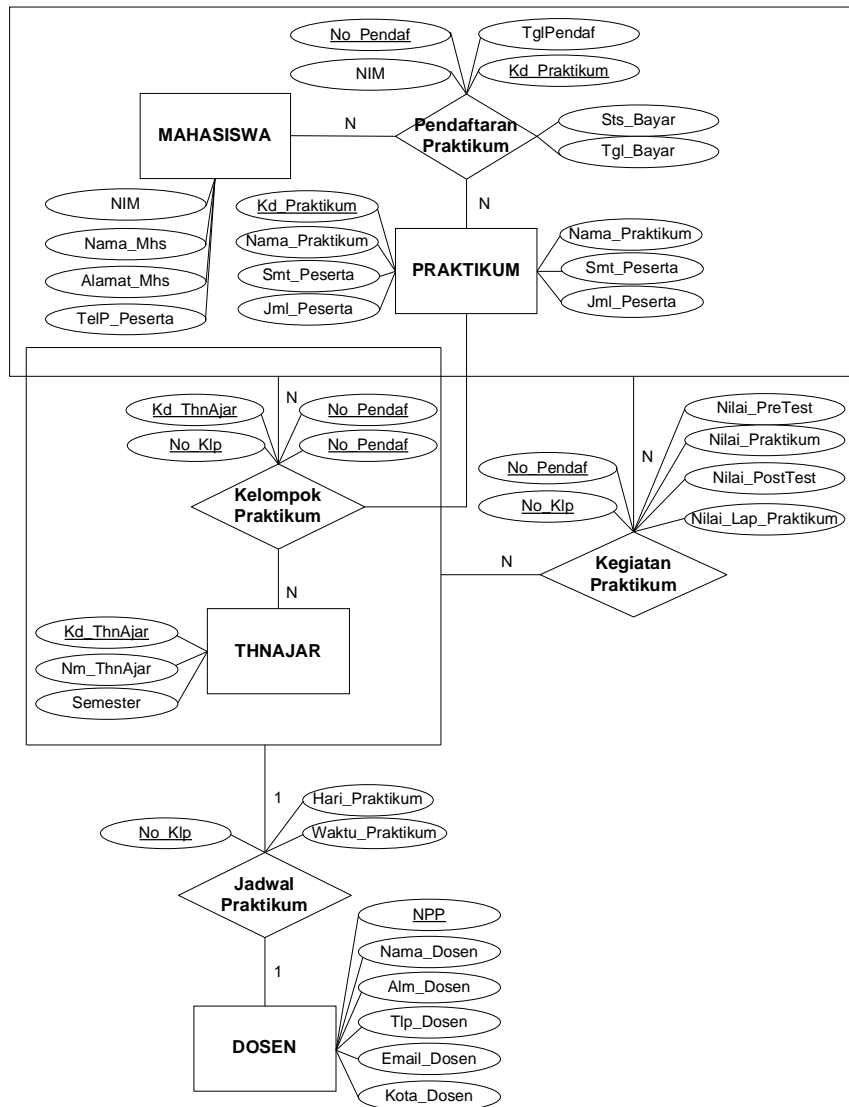 No_Pendaf
TglPendaf
NIM
Kd_Praktikum
MAHASISWA
N
Pendaftaran
Praktikum
Sts_Bayar
Tgl_Bayar
N
NIM
Nama_Mhs
Alamat_Mhs
TelP_Peserta
Kd_Praktikum
Nama_Praktikum
Smt_Peserta
Jml_Peserta
PRAKTIKUM
Nama_Praktikum
Smt_Peserta
Jml_Peserta
Kd_ThnAjar
N
No_Pendaf
No_Klp
No_Pendaf
Kelompok
Praktikum
N
Nilai_PreTest
Nilai_Praktikum
Nilai_PostTest
Nilai_Lap_Praktikum
No_Pendaf
No_Klp
N
N
Kegiatan
Praktikum
Kd_ThnAjar
Nm_ThnAjar
Semester
THNAJAR
1
Hari_Praktikum
No_Klp
Waktu_Praktikum
Jadwal
Praktikum
1
NPP
Nama_Dosen
Alm_Dosen
Tlp_Dosen
Email_Dosen
Kota_Dosen
DOSEN